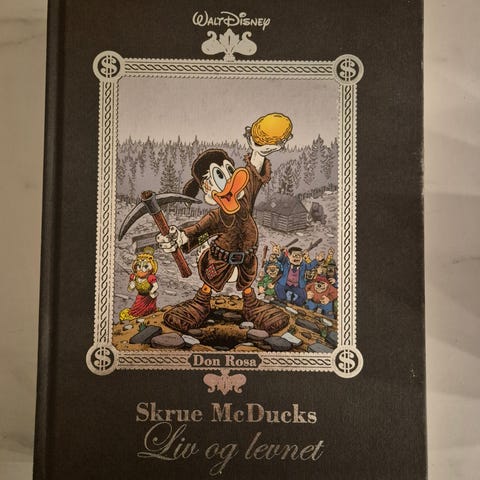 WALT DISNEY
$ $
$ Don Rosa $
Skrue McDucks
Liv og levnet